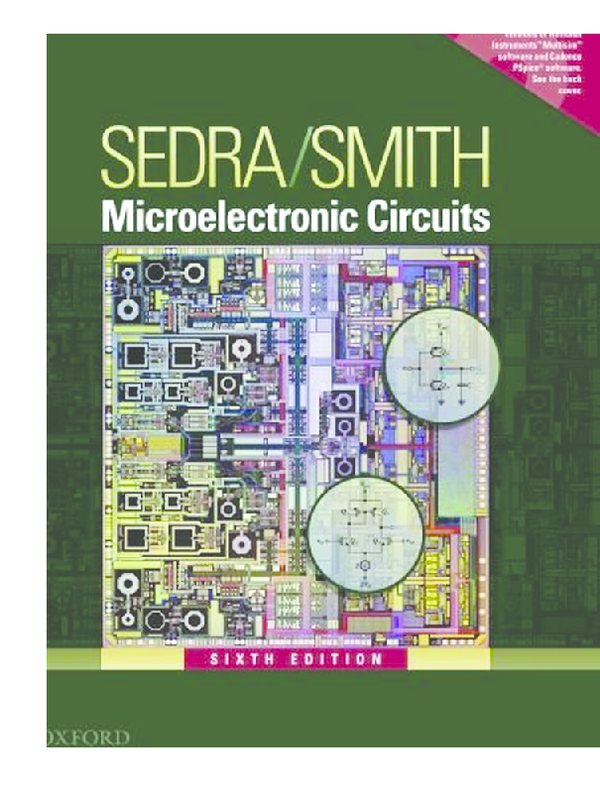 Instruments™ Multisim™
software and Cadence
PSpice® software.
See the back
cover.
SEDRA/SMITH
Microelectronic Circuits
SIXTH EDITION
OXFORD